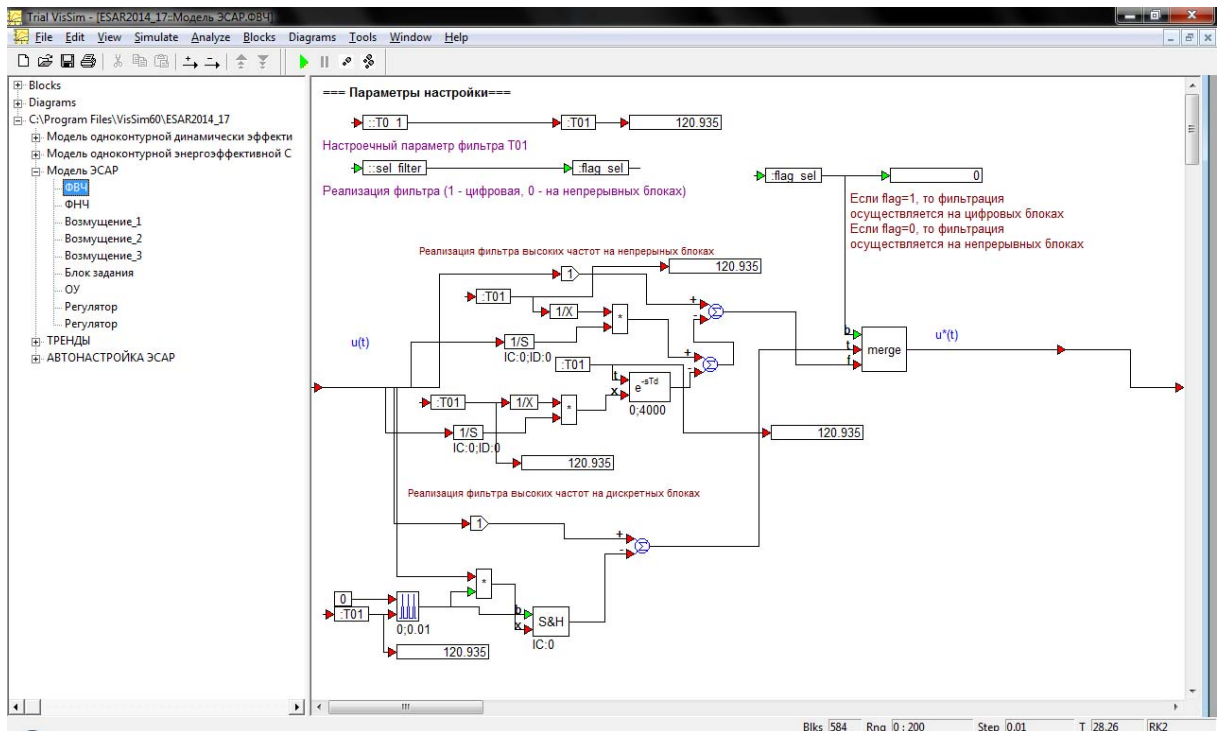 Trial VisSim - [ESAR2014_17::Модель ЭСАР.ФВЧ]
File Edit View Simulate Analyze Blocks Diagrams Tools Window Help
Blocks
Diagrams
C:\Program Files\VisSim60\ESAR2014_17
Модель одноконтурной динамически эффекти
Модель одноконтурной энергоэффективной С
Модель ЭСАР
ФВЧ
ФНЧ
Возмущение_1
Возмущение_2
Возмущение_3
Блок задания
ОУ
Регулятор
Регулятор
ТРЕНДЫ
АВТОНАСТРОЙКА ЭСАР
=== Параметры настройки===
::T0_1 :T01 120.935
Настроечный параметр фильтра T01
::sel_filter :flag_sel
:flag_sel 0
Реализация фильтра (1 - цифровая, 0 - на непрерывных блоках)
Если flag=1, то фильтрация
осуществляется на цифровых блоках
Если flag=0, то фильтрация
осуществляется на непрерывных блоках
Реализация фильтра высоких частот на непрерыных блоках
1 120.935
:T01
+
-
1/X *
u(t)
1/S
IC:0;ID:0
:T01
+
-
b
t
f
merge
u*(t)
t
x
e^-sTd
0;4000
:T01 1/X *
1/S
IC:0;ID:0
120.935
120.935
Реализация фильтра высоких частот на дискретных блоках
1
+
-
*
0
:T01
0;0.01
b
x
S&H
IC:0
120.935
Blks 584 Rng 0 : 200 Step 0.01 T 28.26 RK2